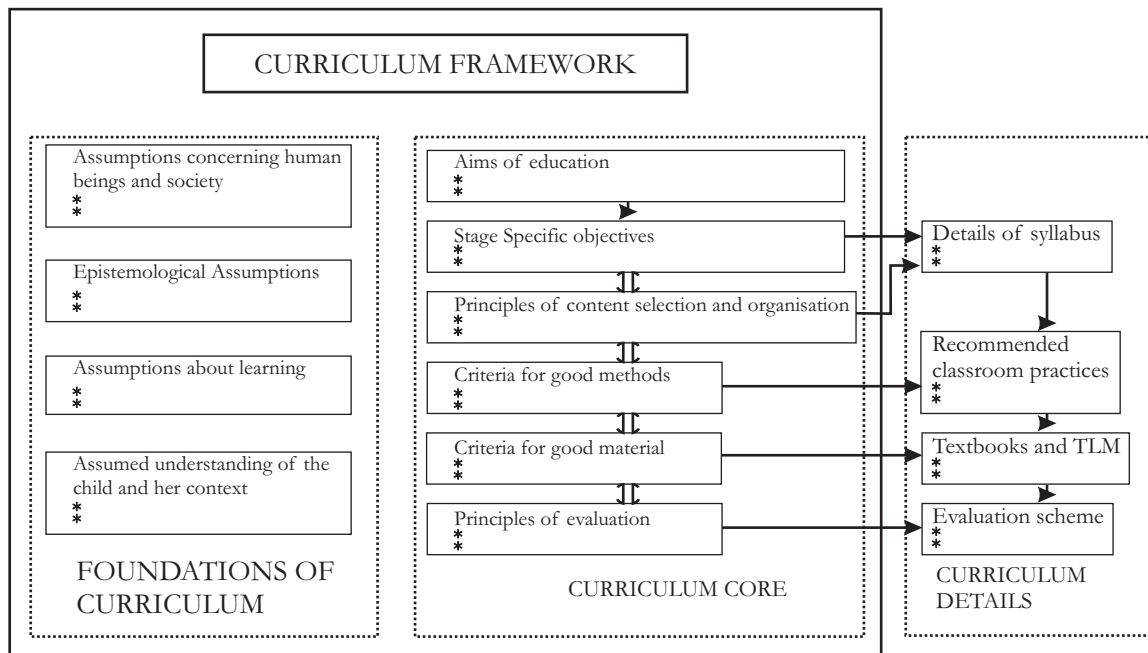 CURRICULUM FRAMEWORK
Assumptions concerning human
beings and society
*
*
Epistemological Assumptions
*
*
Assumptions about learning
*
*
Assumed understanding of the
child and her context
*
*
FOUNDATIONS OF
CURRICULUM
Aims of education
*
*
Stage Specific objectives
*
*
Principles of content selection and organisation
*
*
Criteria for good methods
*
*
Criteria for good material
*
*
Principles of evaluation
*
*
CURRICULUM CORE
Details of syllabus
*
*
Recommended
classroom practices
*
*
Textbooks and TLM
*
*
Evaluation scheme
*
*
CURRICULUM
DETAILS